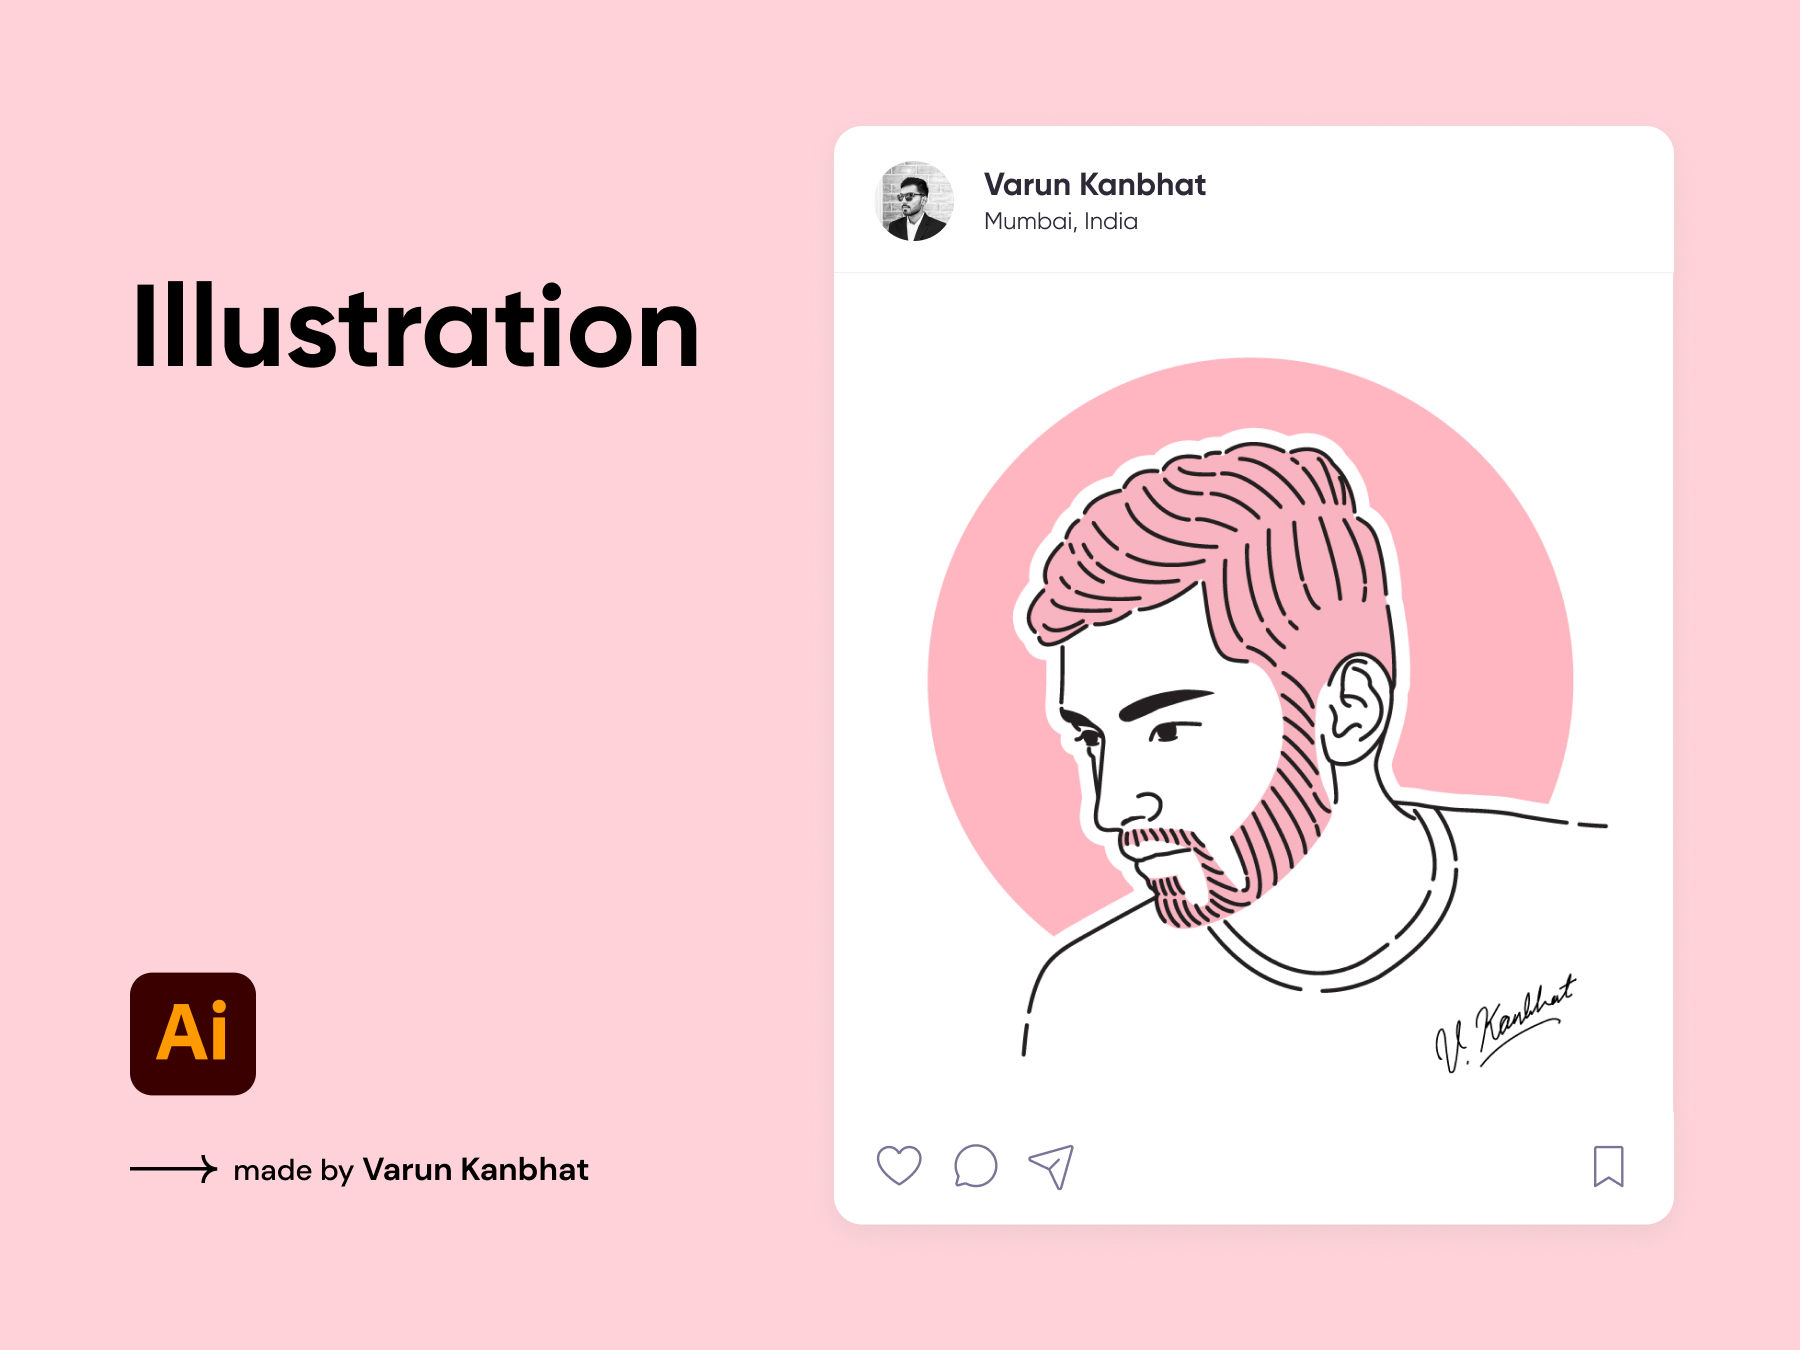 Illustration
Ai
made by Varun Kanbhat
Varun Kanbhat
Mumbai, India
V. Kanbhat